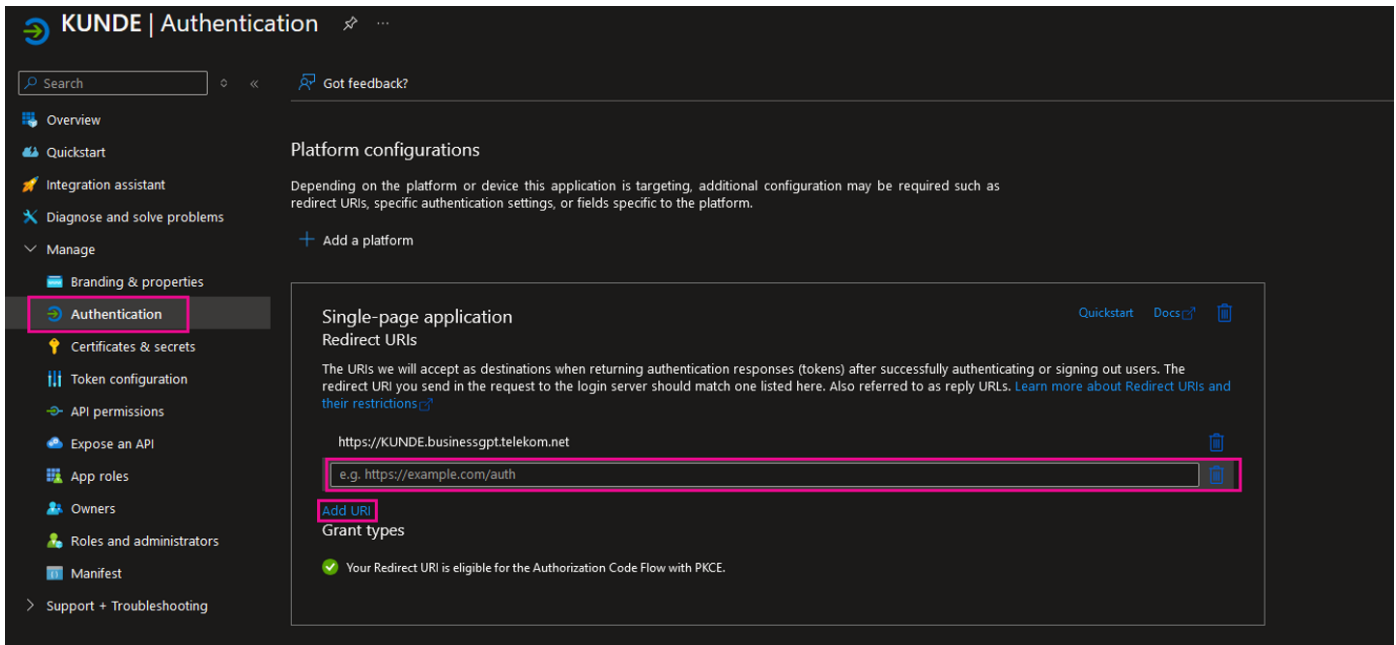 KUNDE | Authentication
Search
Got feedback?
Overview
Quickstart
Integration assistant
Diagnose and solve problems
Manage
Branding & properties
Authentication
Certificates & secrets
Token configuration
API permissions
Expose an API
App roles
Owners
Roles and administrators
Manifest
Support + Troubleshooting
Platform configurations
Depending on the platform or device this application is targeting, additional configuration may be required such as
redirect URIs, specific authentication settings, or fields specific to the platform.
Add a platform
Single-page application
Quickstart
Docs
Redirect URIs
The URIs we will accept as destinations when returning authentication responses (tokens) after successfully authenticating or signing out users. The
redirect URI you send in the request to the login server should match one listed here. Also referred to as reply URLs. Learn more about Redirect URIs and
their restrictions
https://KUNDE.businessgpt.telekom.net
e.g. https://example.com/auth
Add URI
Grant types
Your Redirect URI is eligible for the Authorization Code Flow with PKCE.